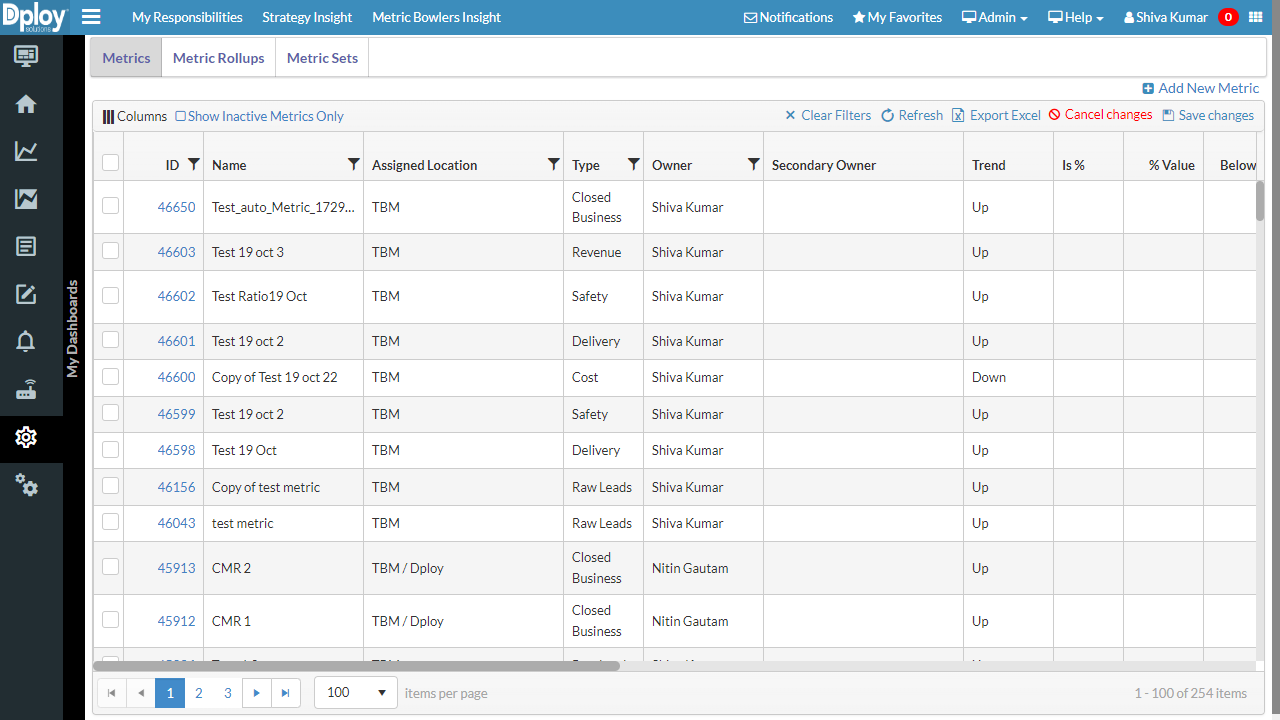 Dploy
solutions
My Responsibilities Strategy Insight Metric Bowlers Insight Notifications My Favorites Admin Help Shiva Kumar 0
My Dashboards
Metrics Metric Rollups Metric Sets
Add New Metric
Columns Show Inactive Metrics Only Clear Filters Refresh Export Excel Cancel changes Save changes
ID Name Assigned Location Type Owner Secondary Owner Trend Is % % Value Below
46650 Test_auto_Metric_1729... TBM Closed Business Shiva Kumar Up
46603 Test 19 oct 3 TBM Revenue Shiva Kumar Up
46602 Test Ratio19 Oct TBM Safety Shiva Kumar Up
46601 Test 19 oct 2 TBM Delivery Shiva Kumar Up
46600 Copy of Test 19 oct 22 TBM Cost Shiva Kumar Down
46599 Test 19 oct 2 TBM Safety Shiva Kumar Up
46598 Test 19 Oct TBM Delivery Shiva Kumar Up
46156 Copy of test metric TBM Raw Leads Shiva Kumar Up
46043 test metric TBM Raw Leads Shiva Kumar Up
45913 CMR 2 TBM / Dploy Closed Business Nitin Gautam Up
45912 CMR 1 TBM / Dploy Closed Business Nitin Gautam Up
1 2 3 100 items per page 1 - 100 of 254 items